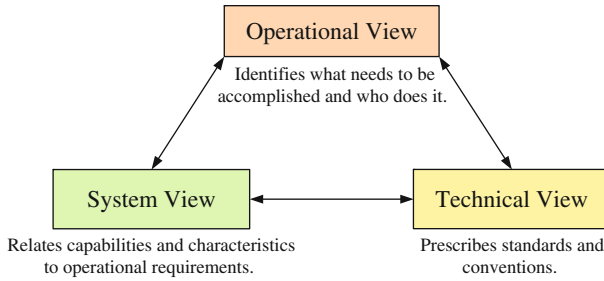 Operational View
Identifies what needs to be
accomplished and who does it.
System View
Relates capabilities and characteristics
to operational requirements.
Technical View
Prescribes standards and
conventions.